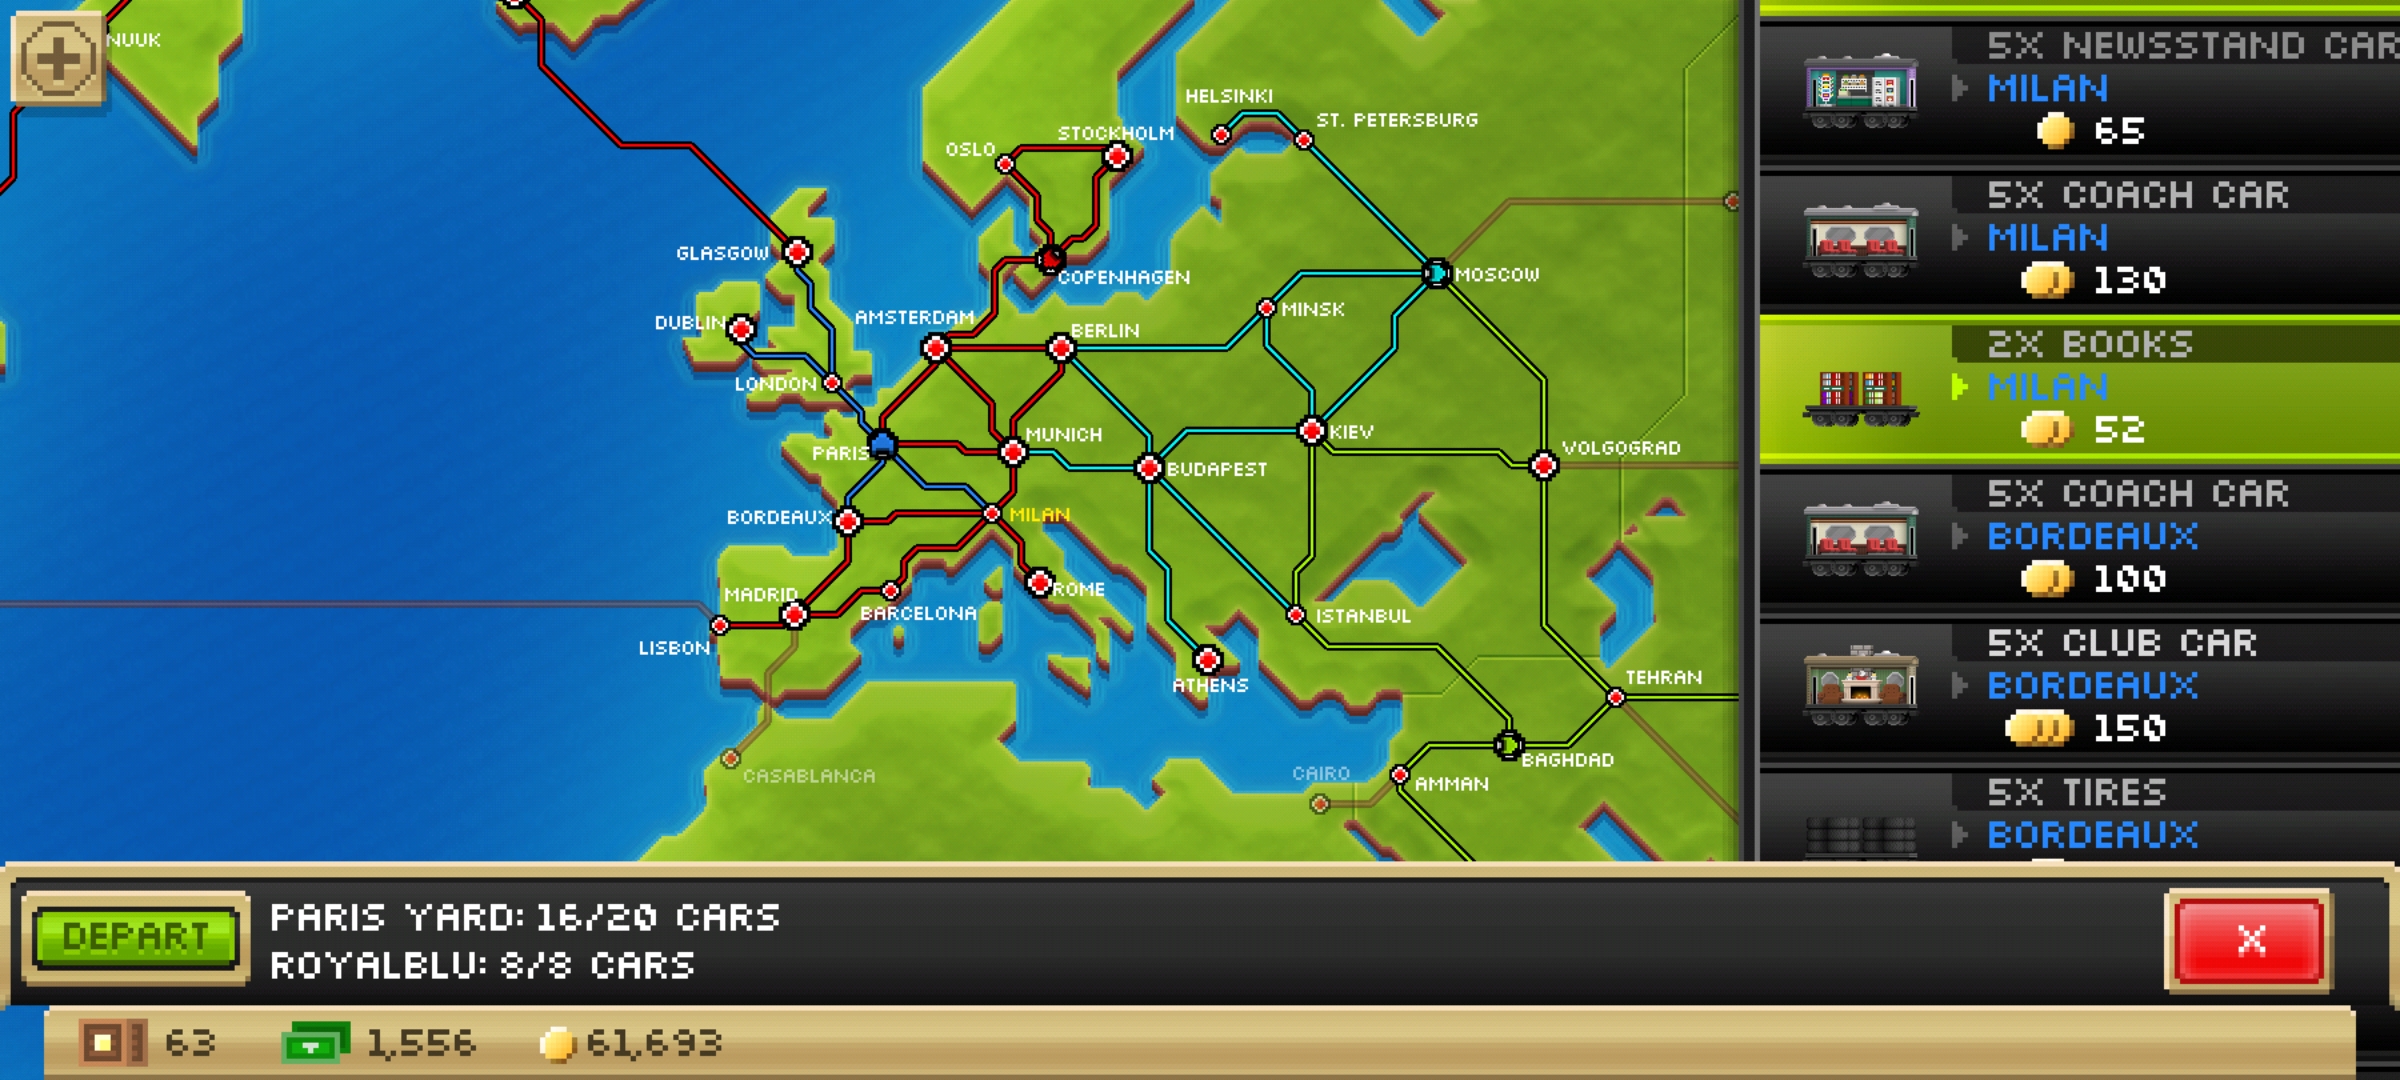 NUUK
HELSINKI
ST. PETERSBURG
STOCKHOLM
OSLO
GLASGOW
COPENHAGEN
MOSCOW
AMSTERDAM
DUBLIN
BERLIN
MINSK
LONDON
MUNICH
KIEV
PARIS
VOLGOGRAD
BUDAPEST
BORDEAUX
MILAN
MADRID
ROME
BARCELONA
ISTANBUL
LISBON
ATHENS
TEHRAN
CASABLANCA
CAIRO
BAGHDAD
AMMAN
5X NEWSSTAND CAR
MILAN
65
5X COACH CAR
MILAN
130
2X BOOKS
MILAN
52
5X COACH CAR
BORDEAUX
100
5X CLUB CAR
BORDEAUX
150
5X TIRES
BORDEAUX
DEPART
PARIS YARD: 16/20 CARS
ROYALBLU: 8/8 CARS
X
63
1,556
61,693